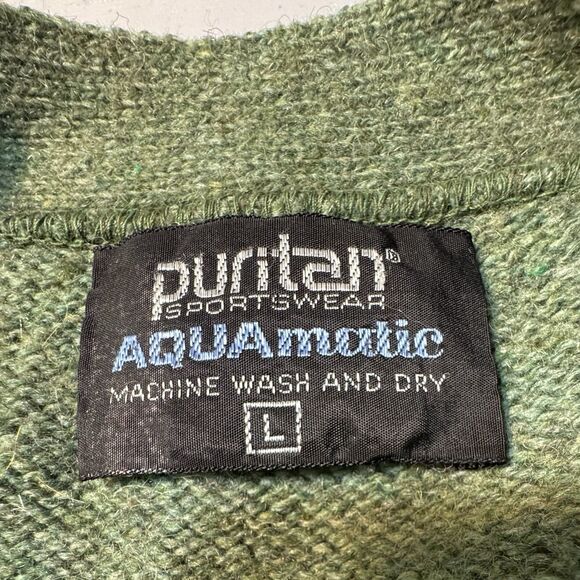 puritan®
SPORTSWEAR
AQUAmatic
MACHINE WASH AND DRY
L